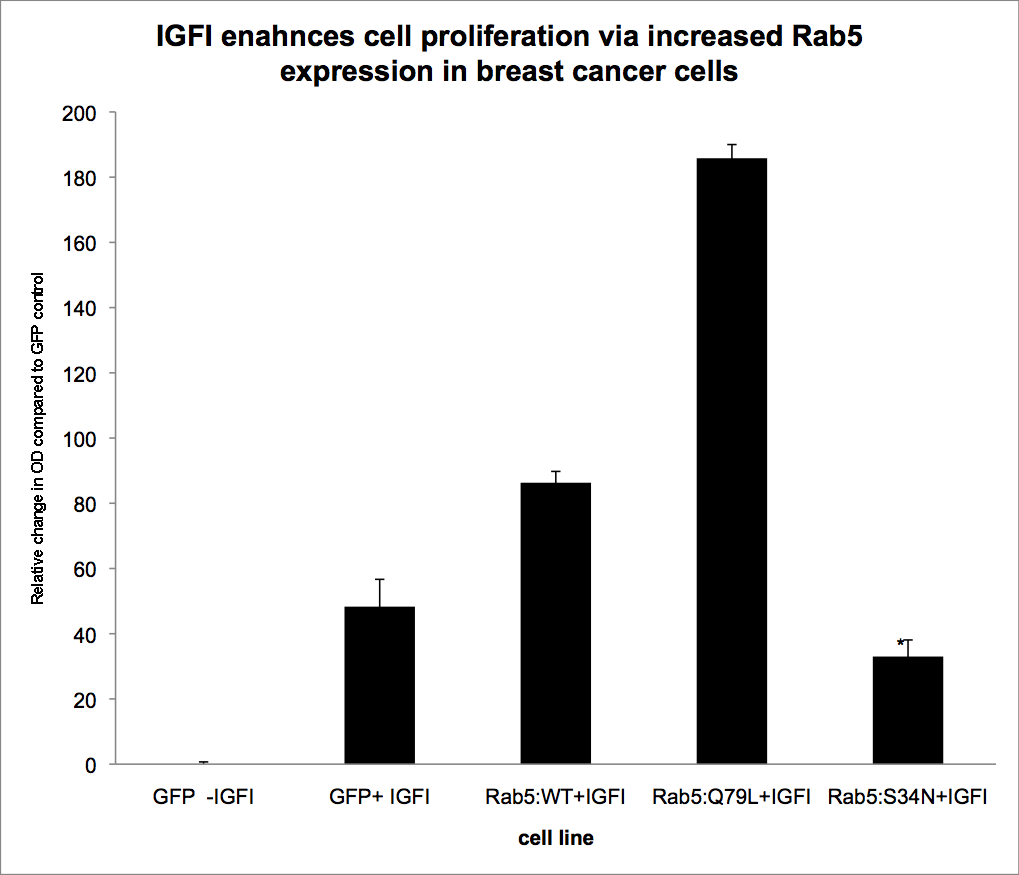 IGFI enahnces cell proliferation via increased Rab5
expression in breast cancer cells
200
180
160
140
120
100
80
60
40
20
0
Relative change in OD compared to GFP control
*
GFP -IGFI
GFP+ IGFI
Rab5:WT+IGFI
Rab5:Q79L+IGFI
Rab5:S34N+IGFI
cell line